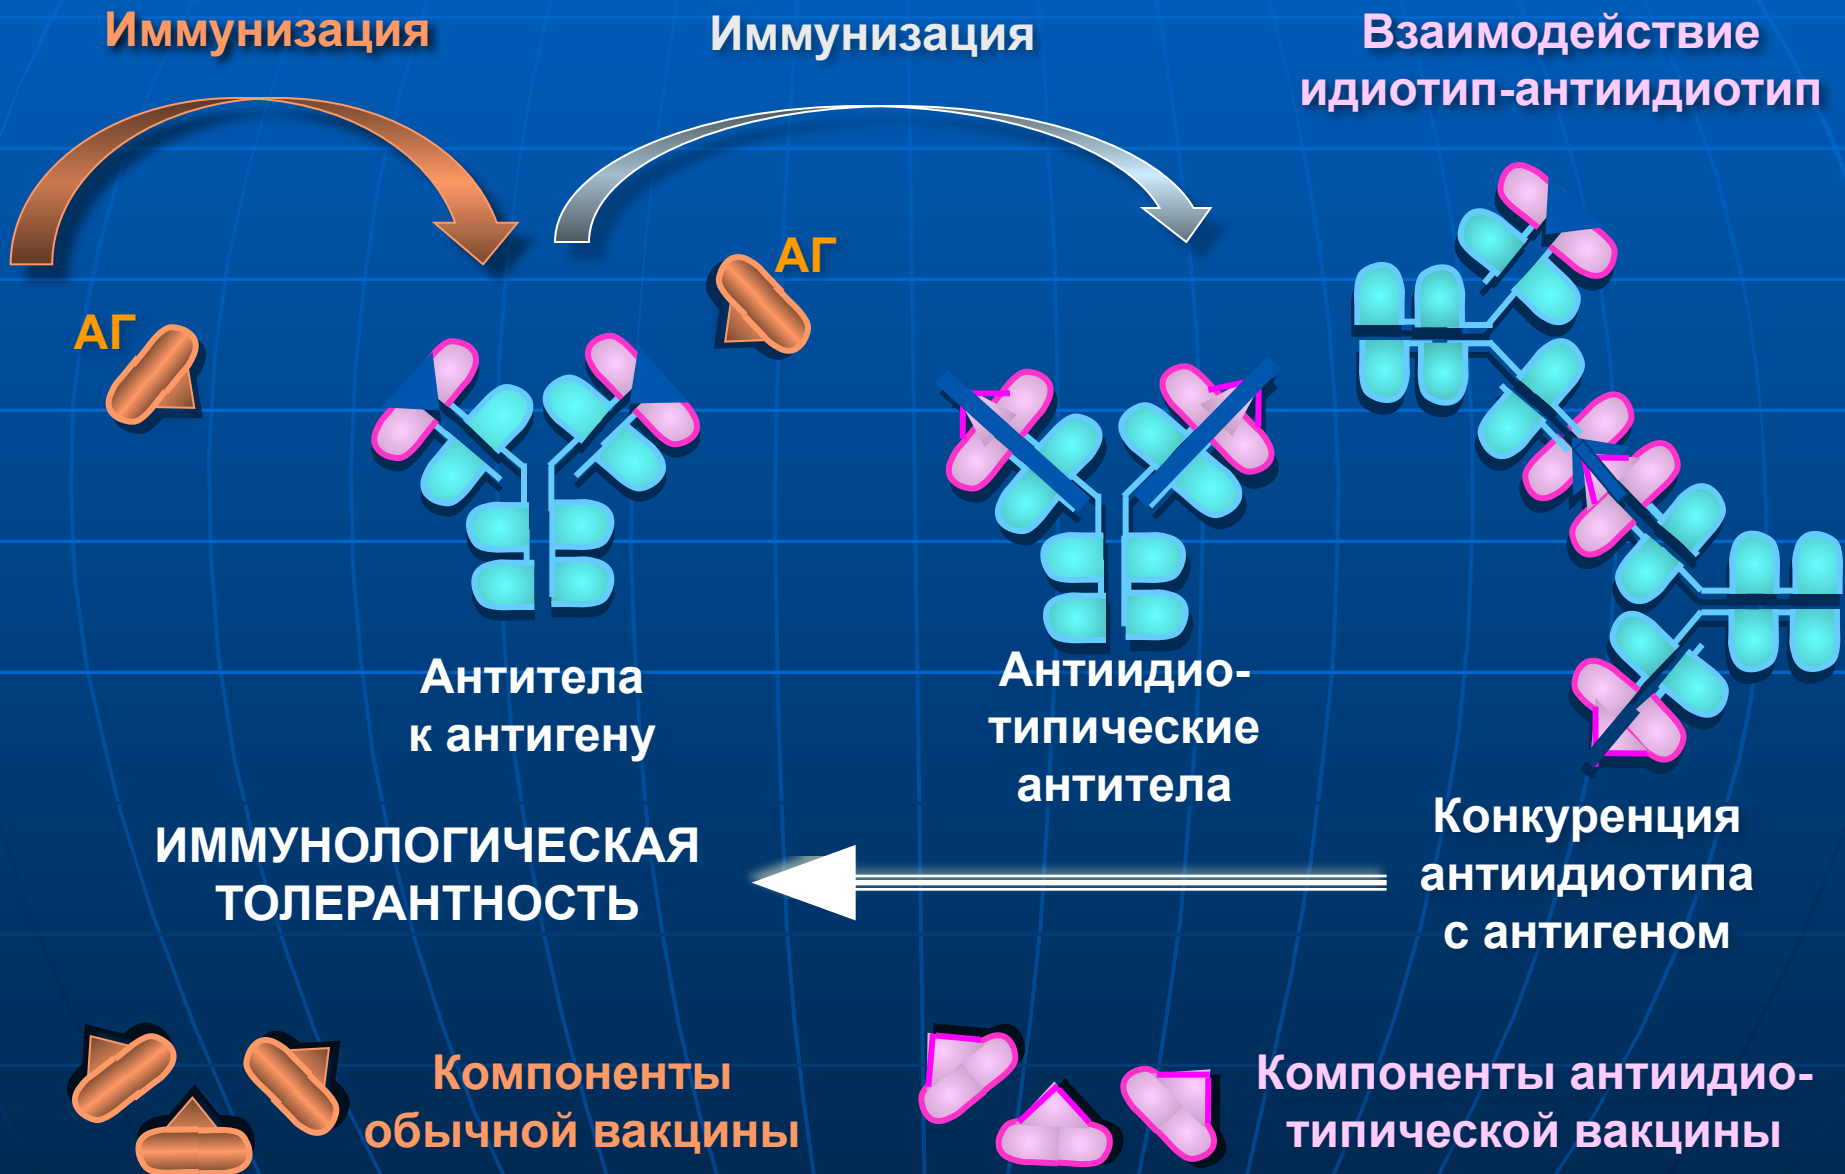 Иммунизация
Иммунизация
Взаимодействие
идиотип-антиидиотип
АГ
АГ
Антитела
к антигену
Антиидио-
типические
антитела
Конкуренция
антиидиотипа
с антигеном
ИММУНОЛОГИЧЕСКАЯ
ТОЛЕРАНТНОСТЬ
Компоненты
обычной вакцины
Компоненты антиидио-
типической вакцины